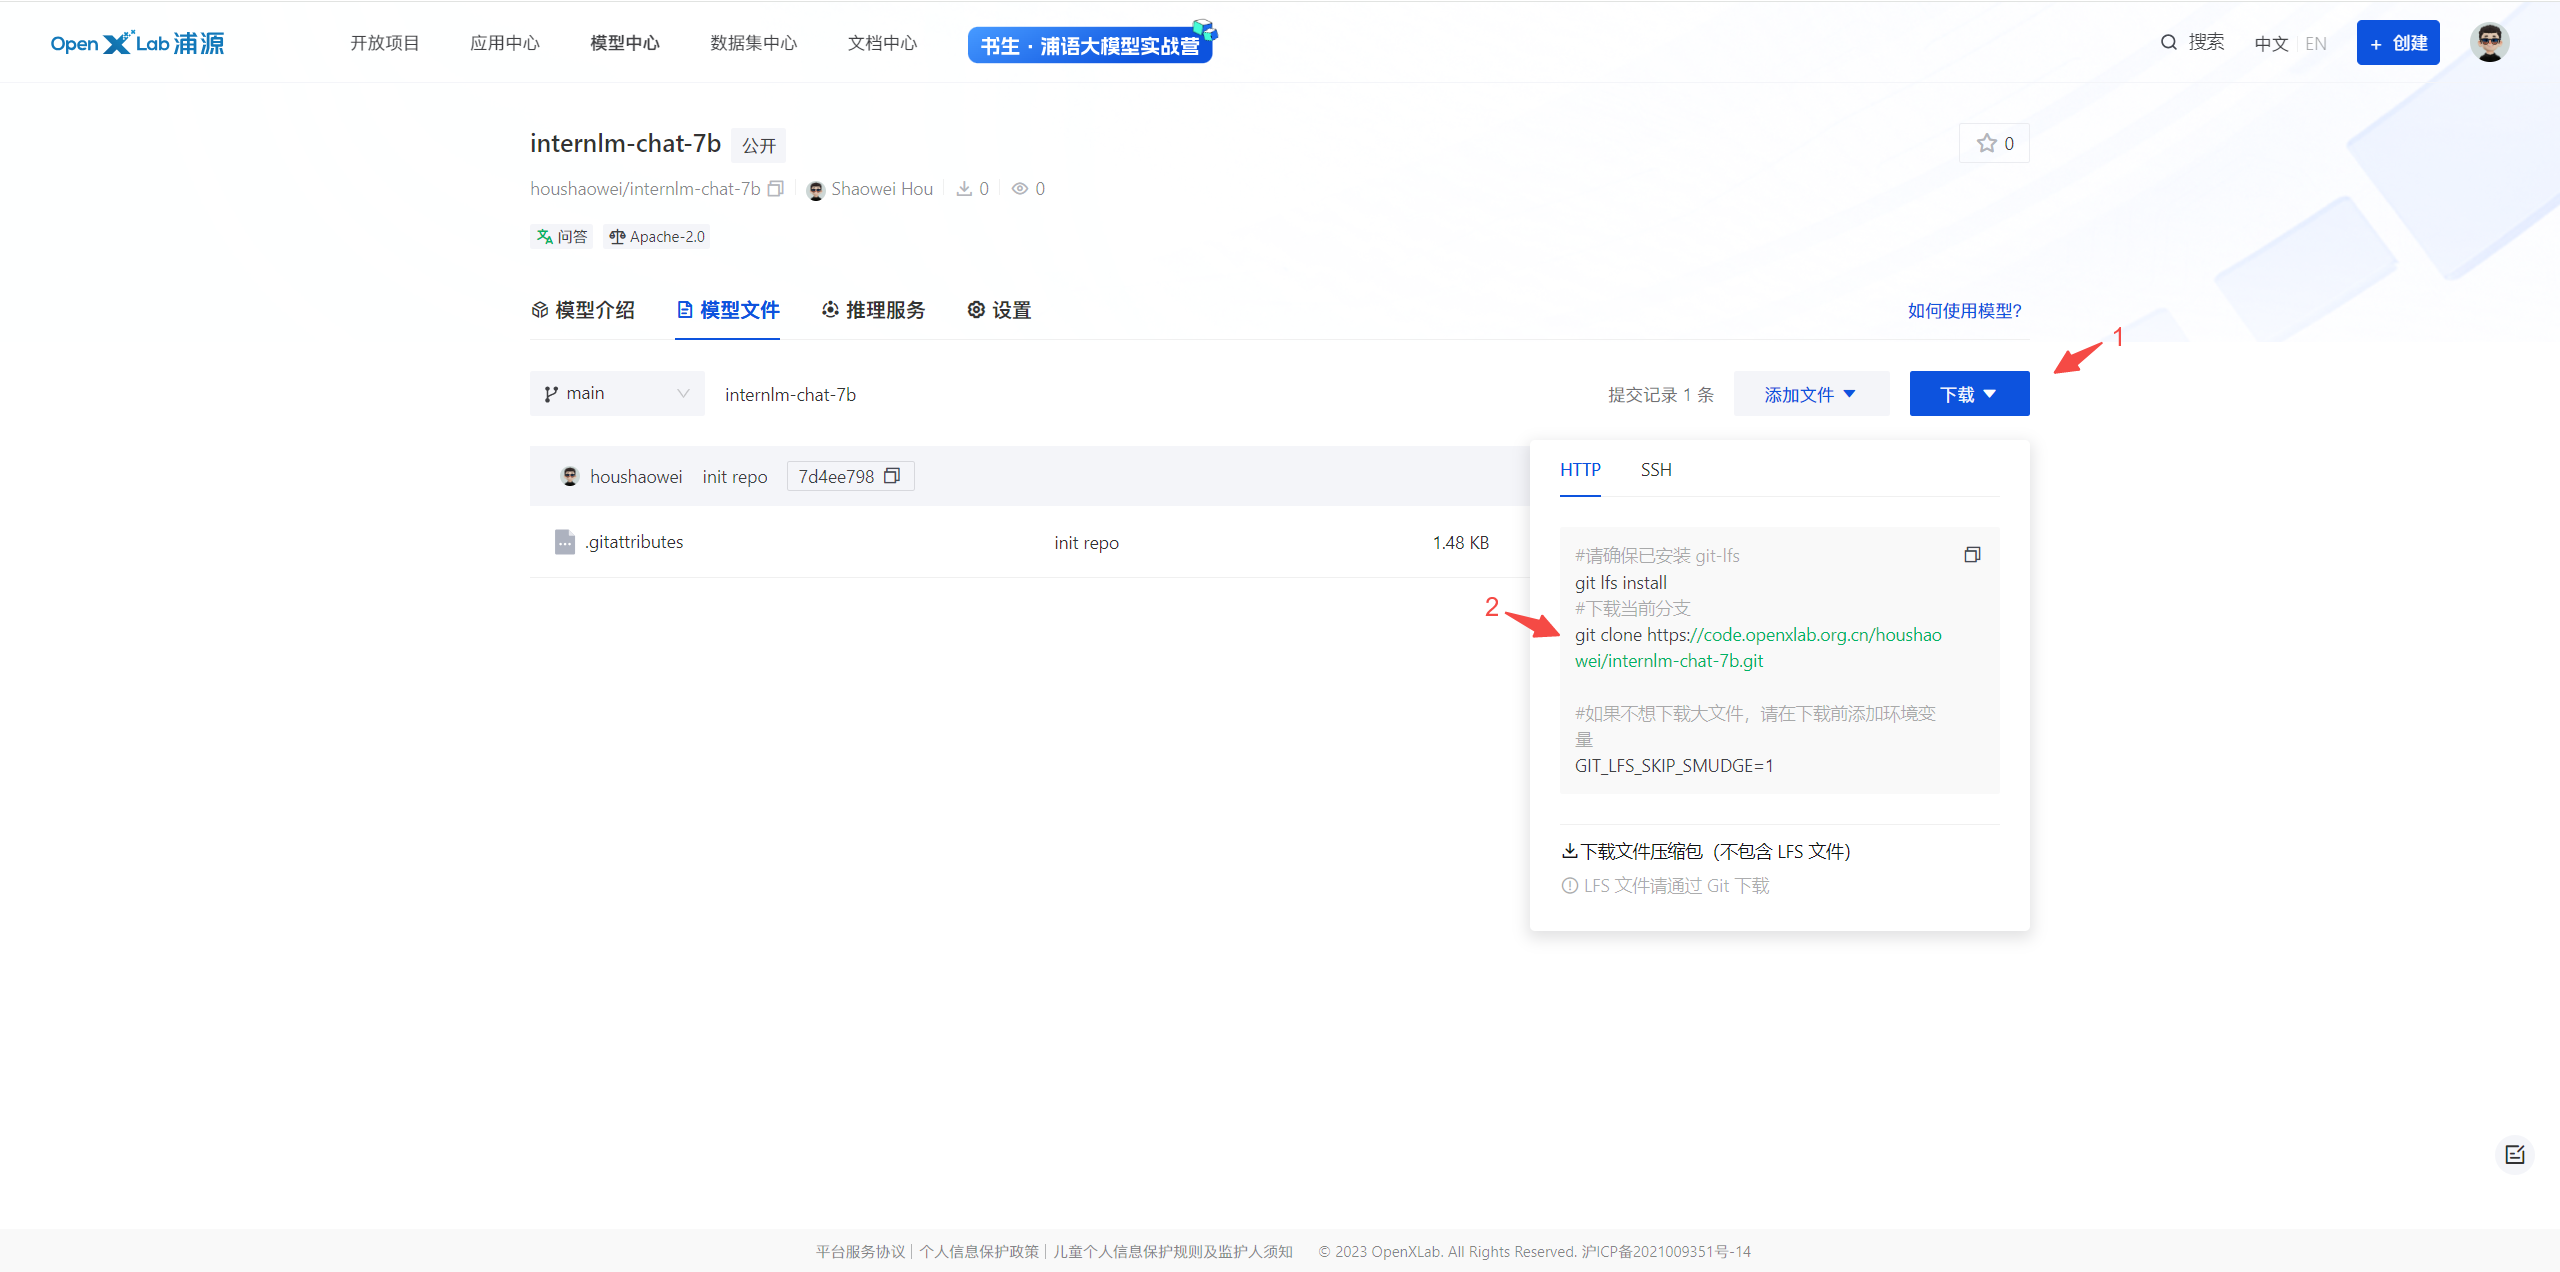 OpenXLab浦源
开放项目
应用中心
模型中心
数据集中心
文档中心
书生·浦语大模型实战营
搜索
中文 EN
+ 创建
internlm-chat-7b 公开
0
houshaowei/internlm-chat-7b Shaowei Hou 0 0
问答 Apache-2.0
模型介绍
模型文件
推理服务
设置
如何使用模型?
1
main
internlm-chat-7b
提交记录 1 条
添加文件
下载
houshaowei init repo 7d4ee798
.gitattributes init repo 1.48 KB
HTTP SSH
#请确保已安装 git-lfs
git lfs install
#下载当前分支
2
git clone https://code.openxlab.org.cn/houshao
wei/internlm-chat-7b.git
#如果不想下载大文件，请在下载前添加环境变
量
GIT_LFS_SKIP_SMUDGE=1
下载文件压缩包（不包含 LFS 文件）
LFS 文件请通过 Git 下载
平台服务协议 | 个人信息保护政策 | 儿童个人信息保护规则及监护人须知 © 2023 OpenXLab. All Rights Reserved. 沪ICP备2021009351号-14